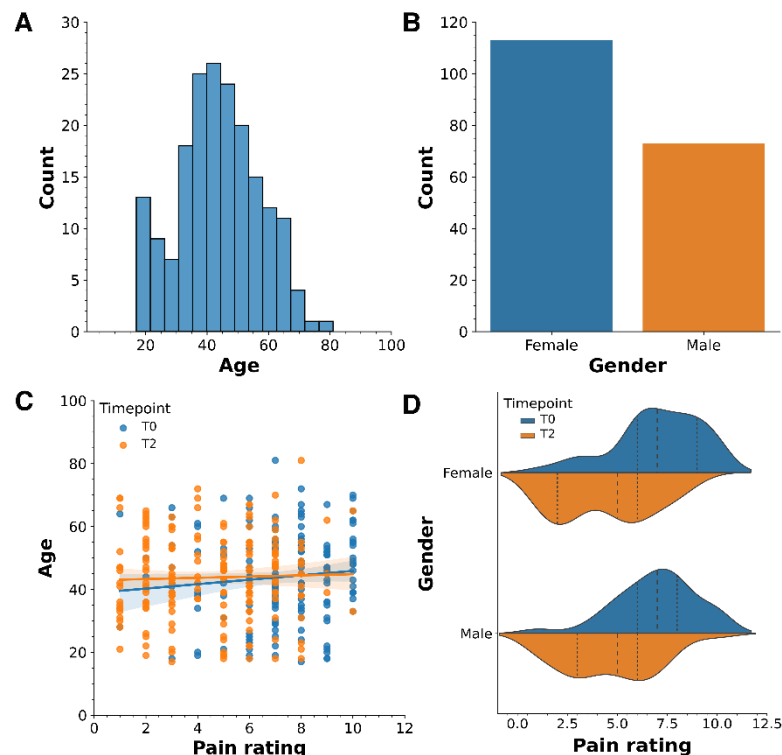 A
30
25
20
15
10
5
0
Count
20
40
60
80
100
Age
B
120
100
80
60
40
20
0
Count
Female
Male
Gender
C
100
80
60
40
20
0
Age
Timepoint
T0
T2
0
2
4
6
8
10
12
Pain rating
D
Timepoint
T0
T2
Female
Male
Gender
0.0
2.5
5.0
7.5
10.0
12.5
Pain rating